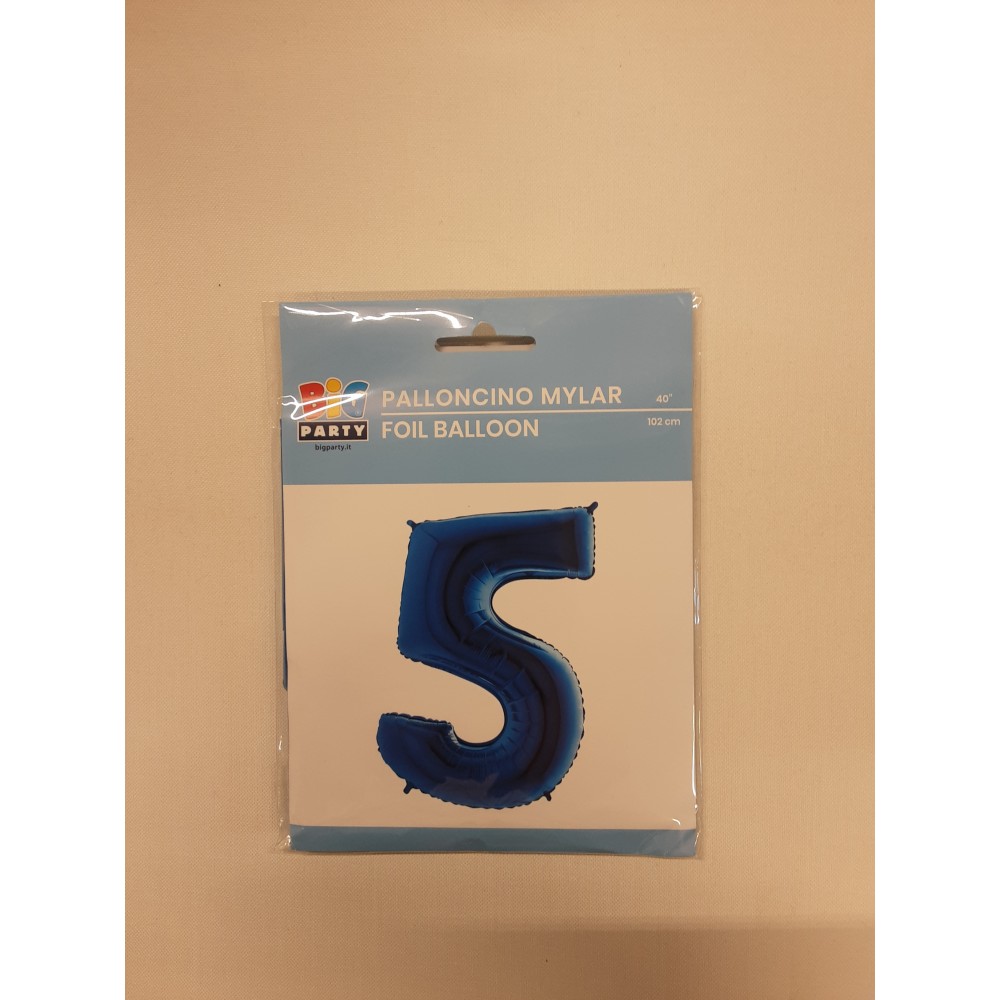 BIG
PARTY
bigparty.it
PALLONCINO MYLAR
FOIL BALLOON
40"
102 cm
5